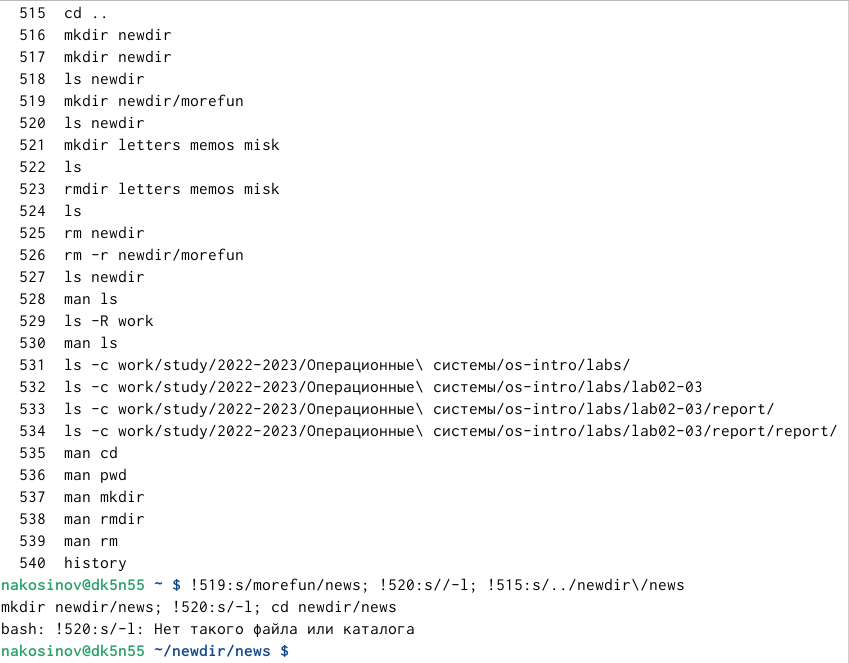 515 cd ..
516 mkdir newdir
517 mkdir newdir
518 ls newdir
519 mkdir newdir/morefun
520 ls newdir
521 mkdir letters memos misk
522 ls
523 rmdir letters memos misk
524 ls
525 rm newdir
526 rm -r newdir/morefun
527 ls newdir
528 man ls
529 ls -R work
530 man ls
531 ls -c work/study/2022-2023/Операционные\ системы/os-intro/labs/
532 ls -c work/study/2022-2023/Операционные\ системы/os-intro/labs/lab02-03
533 ls -c work/study/2022-2023/Операционные\ системы/os-intro/labs/lab02-03/report/
534 ls -c work/study/2022-2023/Операционные\ системы/os-intro/labs/lab02-03/report/report/
535 man cd
536 man pwd
537 man mkdir
538 man rmdir
539 man rm
540 history
nakosinov@dk5n55 ~ $ !519:s/morefun/news; !520:s//-l; !515:s/../newdir\/news
mkdir newdir/news; !520:s/-l; cd newdir/news
bash: !520:s/-l: Нет такого файла или каталога
nakosinov@dk5n55 ~/newdir/news $